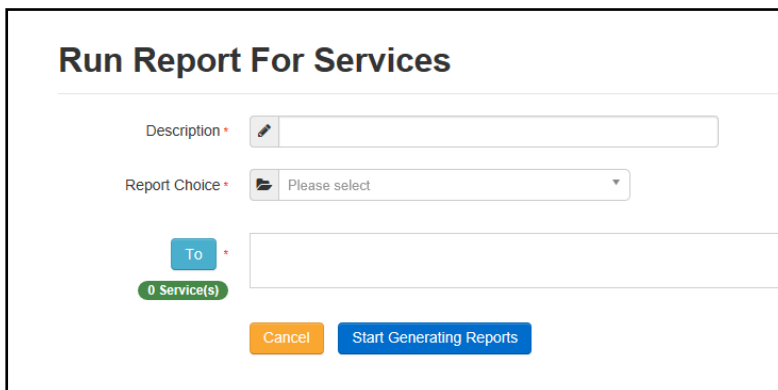 Run Report For Services
Description *
Report Choice *
Please select
To *
0 Service(s)
Cancel
Start Generating Reports